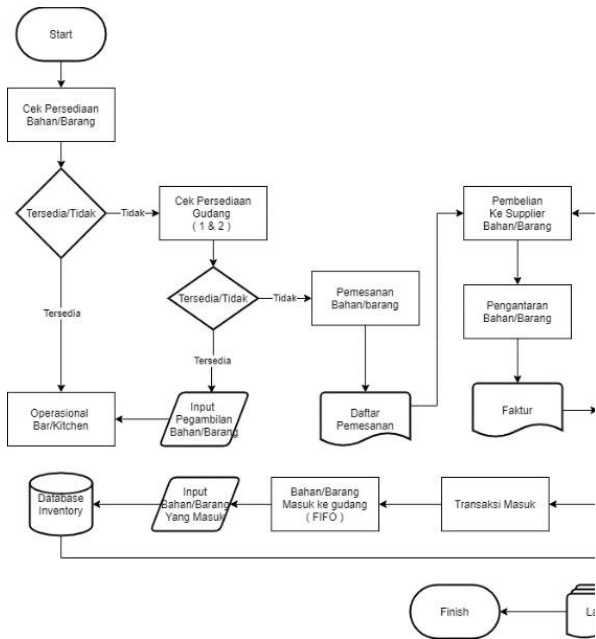 Start
Cek Persediaan
Bahan/Barang
Tersedia/Tidak
Tidak
Cek Persediaan
Gudang
( 1 & 2 )
Pembelian
Ke Supplier
Bahan/Barang
Tersedia/Tidak
Tidak
Pemesanan
Bahan/barang
Pengantaran
Bahan/Barang
Tersedia
Tersedia
Operasional
Bar/Kitchen
Input
Pegambilan
Bahan/Barang
Daftar
Pemesanan
Faktur
Database
Inventory
Input
Bahan/Barang
Yang Masuk
Bahan/Barang
Masuk ke gudang
( FIFO )
Transaksi Masuk
Finish